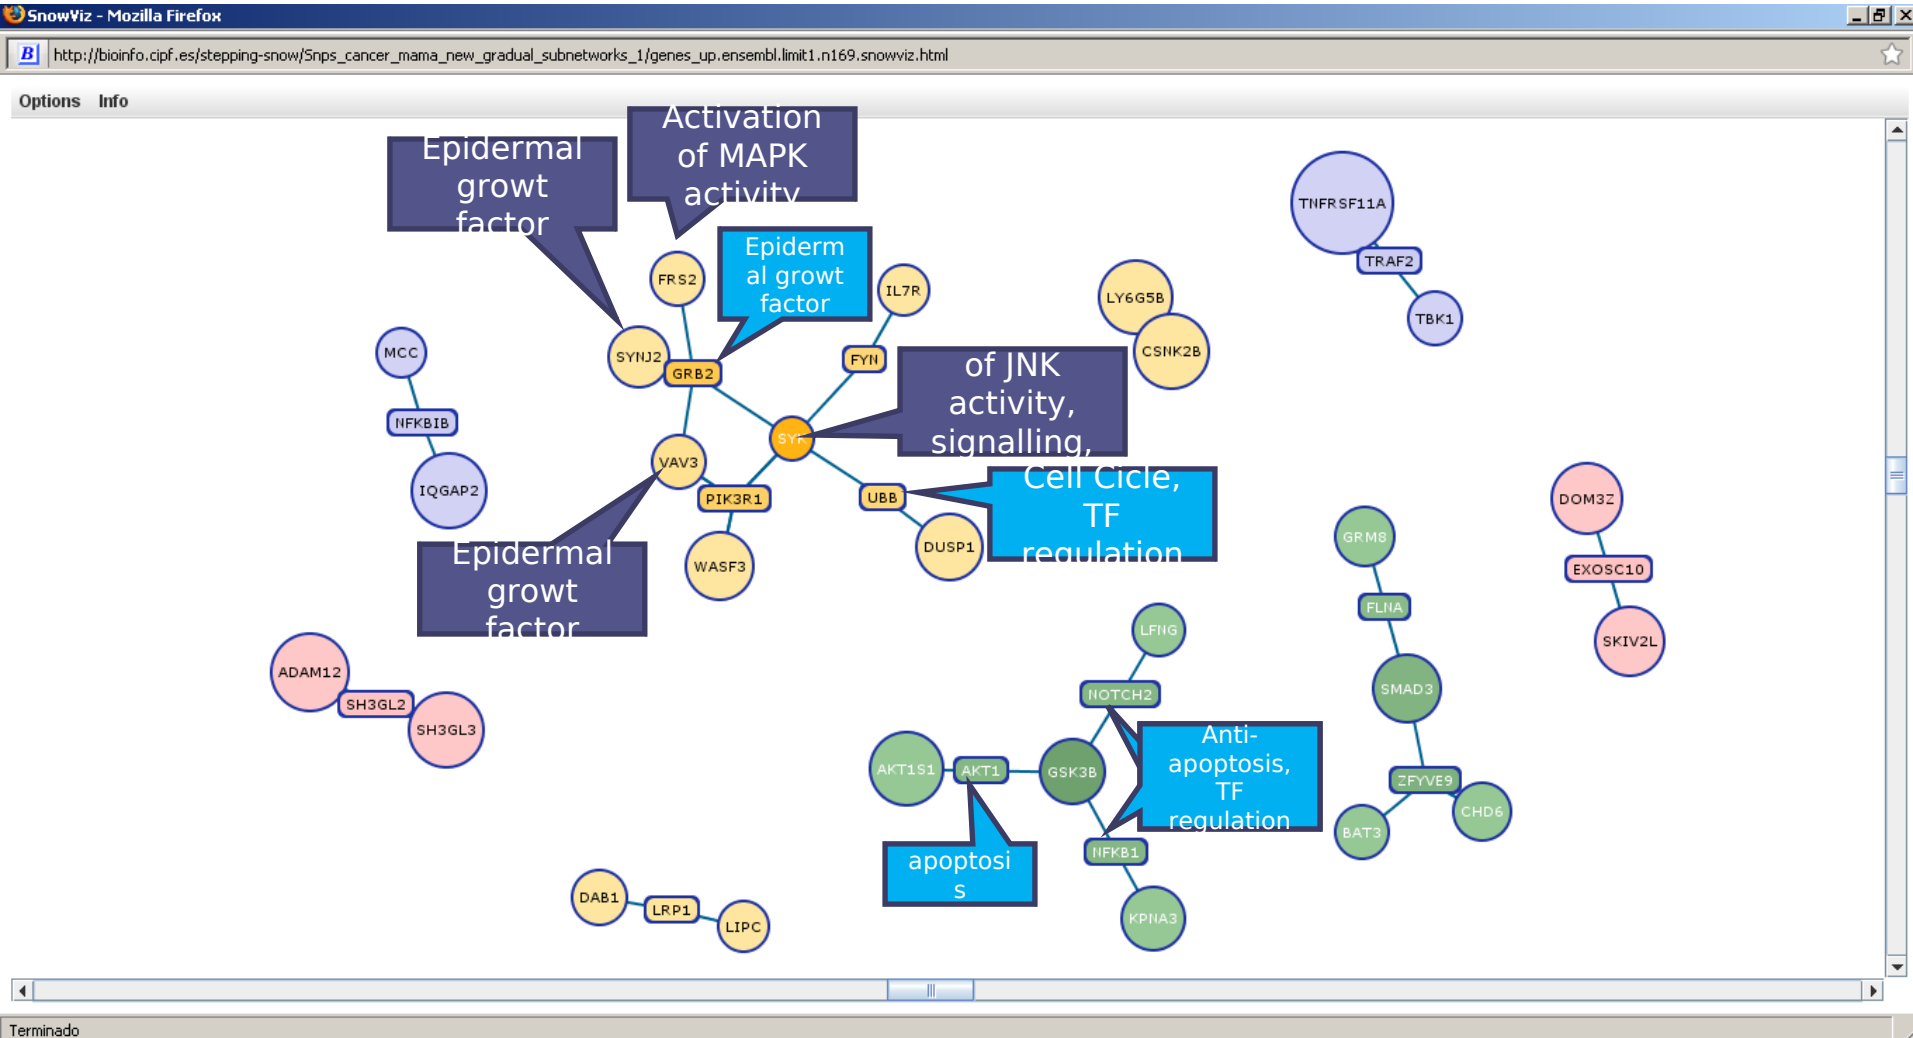 SnowViz - Mozilla Firefox
http://bioinfo.cipf.es/stepping-snow/Snps_cancer_mama_new_gradual_subnetworks_1/genes_up.ensembl.limit1.n169.snowviz.html
Options Info
Activation
of MAPK
activity
Epidermal
growt
factor
Epiderm
al growt
factor
TNFRSF11A
TRAF2
TBK1
FRS2
IL7R
LY6G5B
CSNK2B
MCC
NFKBIB
IQGAP2
SYNJ2
GRB2
FYN
of JNK
activity,
signalling,
SYK
VAV3
PIK3R1
WASF3
UBB
DUSP1
Cell Cicle,
TF
regulation
Epidermal
growt
factor
DOM3Z
EXOSC10
SKIV2L
GRM8
FLNA
SMAD3
ZFYVE9
BAT3
CHD6
ADAM12
SH3GL2
SH3GL3
LFNG
NOTCH2
AKT1S1
AKT1
GSK3B
NFKB1
KPNA3
Anti-
apoptosis,
TF
regulation
apoptosi
s
DAB1
LRP1
LIPC
Terminado